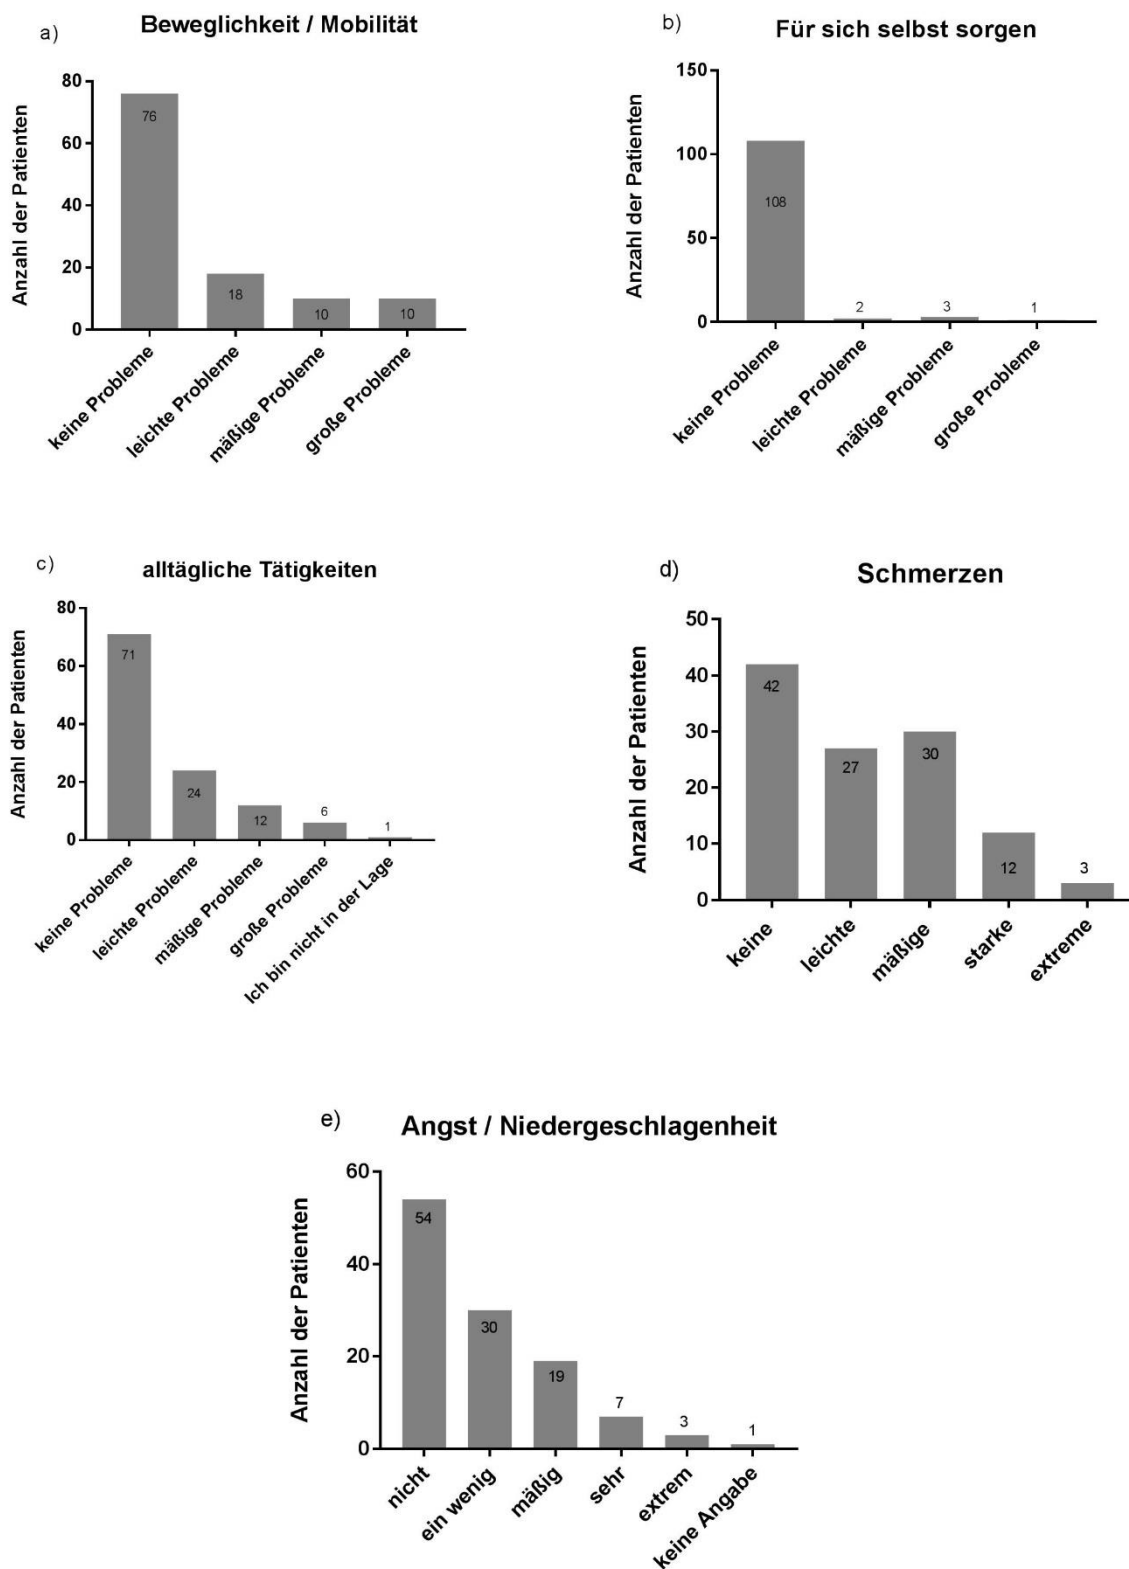 a)
Beweglichkeit / Mobilität
Anzahl der Patienten
80
60
40
20
0
76
18
10
10
keine Probleme
leichte Probleme
mäßige Probleme
große Probleme
b)
Für sich selbst sorgen
Anzahl der Patienten
150
100
50
0
108
2
3
1
keine Probleme
leichte Probleme
mäßige Probleme
große Probleme
c)
alltägliche Tätigkeiten
Anzahl der Patienten
80
60
40
20
0
71
24
12
6
1
keine Probleme
leichte Probleme
mäßige Probleme
große Probleme
Ich bin nicht in der Lage
d)
Schmerzen
Anzahl der Patienten
50
40
30
20
10
0
42
27
30
12
3
keine
leichte
mäßige
starke
extreme
e)
Angst / Niedergeschlagenheit
Anzahl der Patienten
60
40
20
0
54
30
19
7
3
1
nicht
ein wenig
mäßig
sehr
extrem
keine Angabe